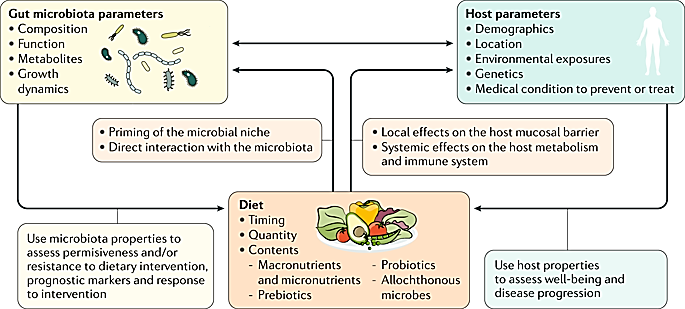 Gut microbiota parameters
• Composition
• Function
• Metabolites
• Growth
dynamics
Host parameters
• Demographics
• Location
• Environmental exposures
• Genetics
• Medical condition to prevent or treat
• Priming of the microbial niche
• Direct interaction with the microbiota
• Local effects on the host mucosal barrier
• Systemic effects on the host metabolism
and immune system
Diet
• Timing
• Quantity
• Contents
- Macronutrients
and micronutrients
- Prebiotics
- Probiotics
- Allochthonous
microbes
Use microbiota properties to
assess permisiveness and/or
resistance to dietary intervention,
prognostic markers and response
to intervention
Use host properties
to assess well-being and
disease progression